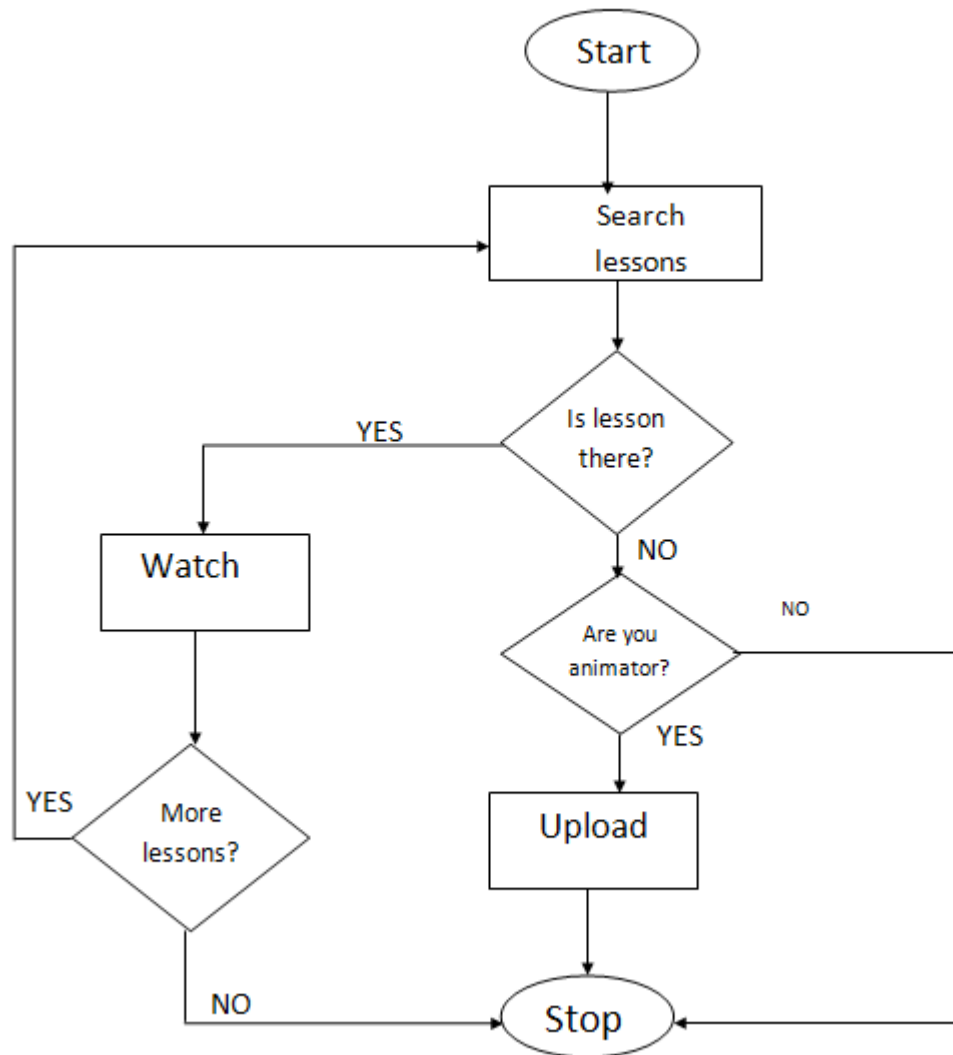 Start
Search
lessons
Is lesson
there?
YES
NO
Watch
Are you
animator?
NO
YES
More
lessons?
YES
NO
Upload
Stop